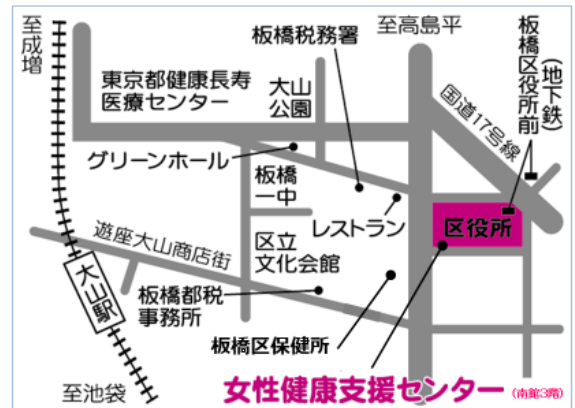 至成増
東京都健康長寿
医療センター
板橋税務署
至高島平
板橋区役所前
(地下鉄)
大山
公園
国道17号線
グリーンホール
板橋
一中
レストラン
区役所
遊座大山商店街
区立
文化会館
大山駅
板橋都税
事務所
板橋区保健所
至池袋
女性健康支援センター
(南館3階)